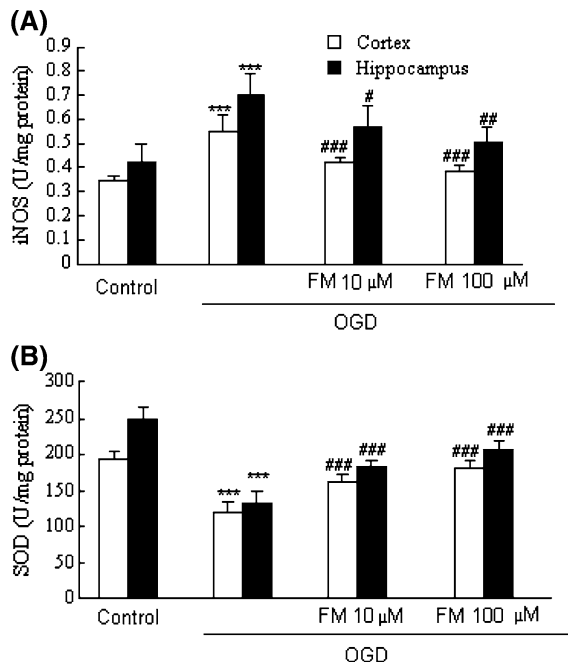 (A)
iNOS (U/mg protein)
0.9
0.8
0.7
0.6
0.5
0.4
0.3
0.2
0.1
0
Cortex
Hippocampus
*** ***
### #
### ##
Control
FM 10 μM
FM 100 μM
OGD
(B)
SOD (U/mg protein)
300
250
200
150
100
50
0
*** ***
### ###
### ###
Control
FM 10 μM
FM 100 μM
OGD